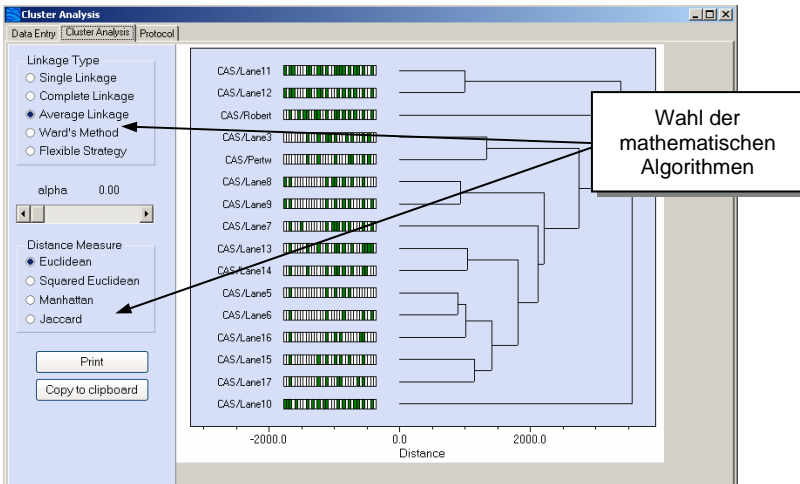 Cluster Analysis
Data Entry Cluster Analysis Protocol
Linkage Type
Single Linkage
Complete Linkage
Average Linkage
Ward's Method
Flexible Strategy
alpha 0.00
Distance Measure
Euclidean
Squared Euclidean
Manhattan
Jaccard
Print
Copy to clipboard
CAS/Lane11
CAS/Lane12
CAS/Robert
CAS/Lane3
CAS/Pertw
CAS/Lane8
CAS/Lane9
CAS/Lane7
CAS/Lane13
CAS/Lane14
CAS/Lane5
CAS/Lane6
CAS/Lane16
CAS/Lane15
CAS/Lane17
CAS/Lane10
-2000.0 0.0 2000.0
Distance
Wahl der
mathematischen
Algorithmen